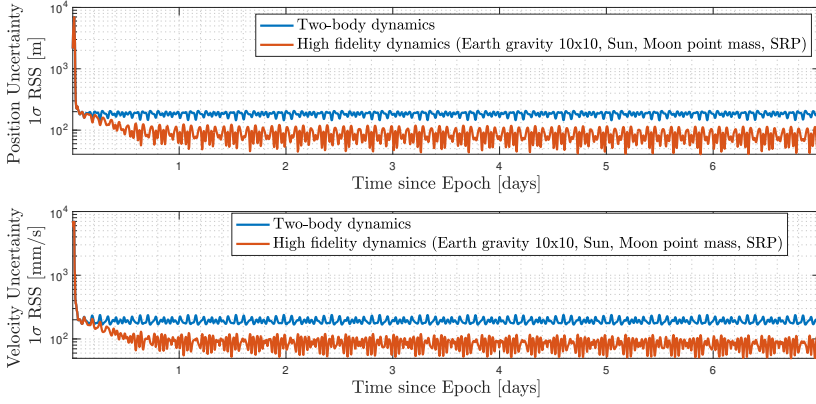 10^4
10^3
10^2
Position Uncertainty
1σ RSS [m]
Two-body dynamics
High fidelity dynamics (Earth gravity 10x10, Sun, Moon point mass, SRP)
1 2 3 4 5 6
Time since Epoch [days]
10^4
10^3
10^2
Velocity Uncertainty
1σ RSS [mm/s]
Two-body dynamics
High fidelity dynamics (Earth gravity 10x10, Sun, Moon point mass, SRP)
1 2 3 4 5 6
Time since Epoch [days]